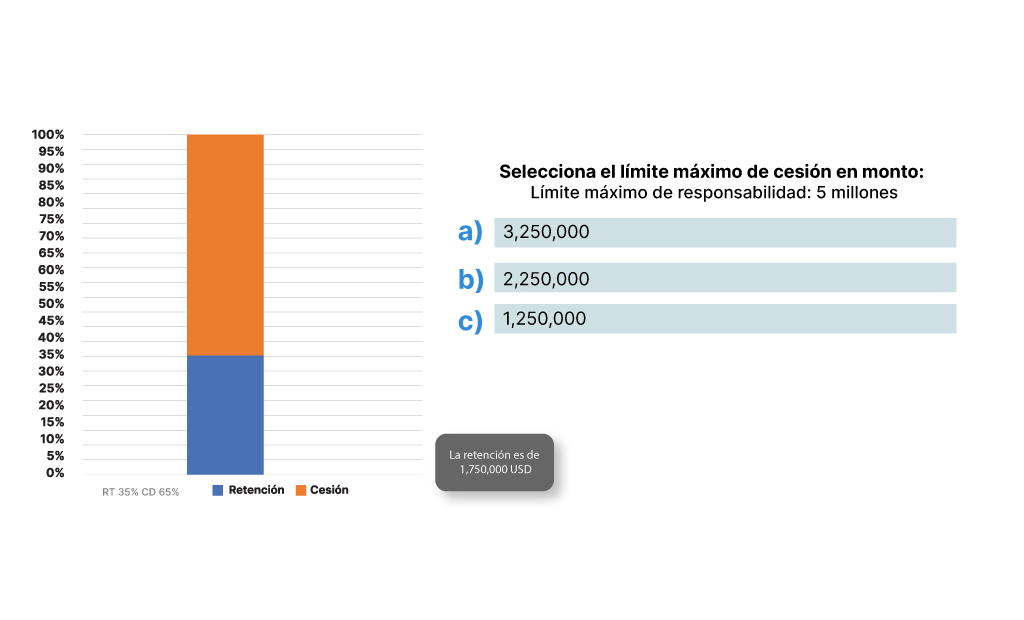 100%
95%
90%
85%
80%
75%
70%
65%
60%
55%
50%
45%
40%
35%
30%
25%
20%
15%
10%
5%
0%
RT 35% CD 65%
Retención
Cesión
Selecciona el límite máximo de cesión en monto:
Límite máximo de responsabilidad: 5 millones
a) 3,250,000
b) 2,250,000
c) 1,250,000
La retención es de
1,750,000 USD